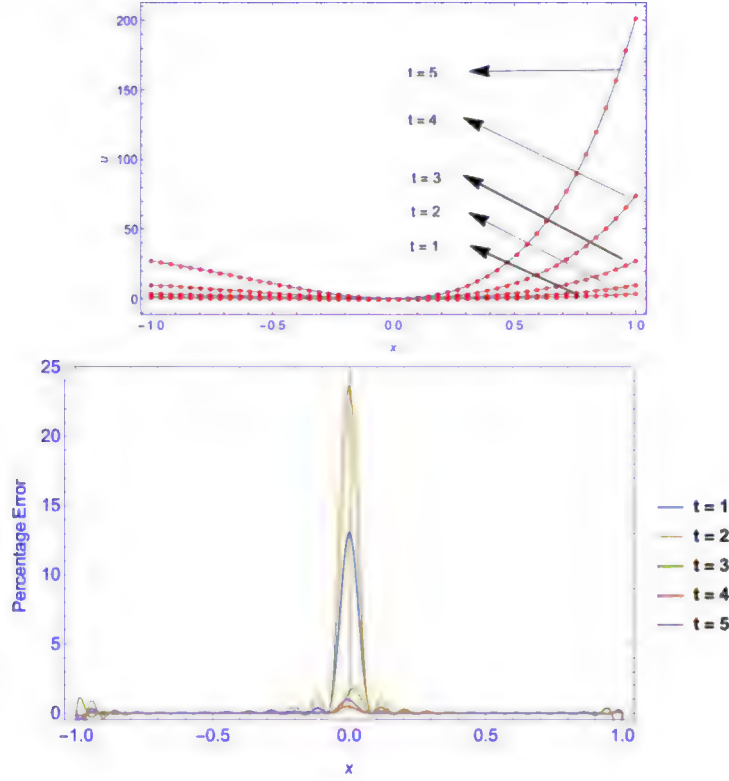 200
150
100
50
0
u
t = 5
t = 4
t = 3
t = 2
t = 1
-1.0 -0.5 0.0 0.5 1.0
x
25
20
15
10
5
0
Percentage Error
-1.0 -0.5 0.0 0.5 1.0
x
t = 1
t = 2
t = 3
t = 4
t = 5